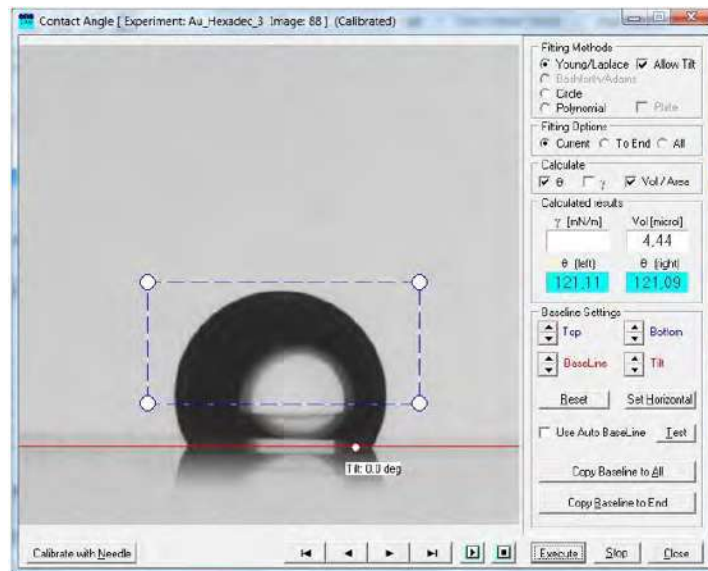 Contact Angle [ Experiment: Au_Hexadec_3 Image: 88 ] (Calibrated)
Fitting Methods
Young/Laplace Allow Tilt
Bashforth/Adams
Circle
Polynomial Plate
Fitting Options
Current To End All
Calculate
θ γ Vol/Area
Calculated results
γ [mN/m] Vol [microl]
4,44
θ (left) θ (right)
121,11 121,09
Baseline Settings
Top Bottom
BaseLine Tilt
Reset Set Horizontal
Use Auto BaseLine Test
Tilt: 0.0 deg
Copy Baseline to All
Copy Baseline to End
Calibrate with Needle Execute Stop Close